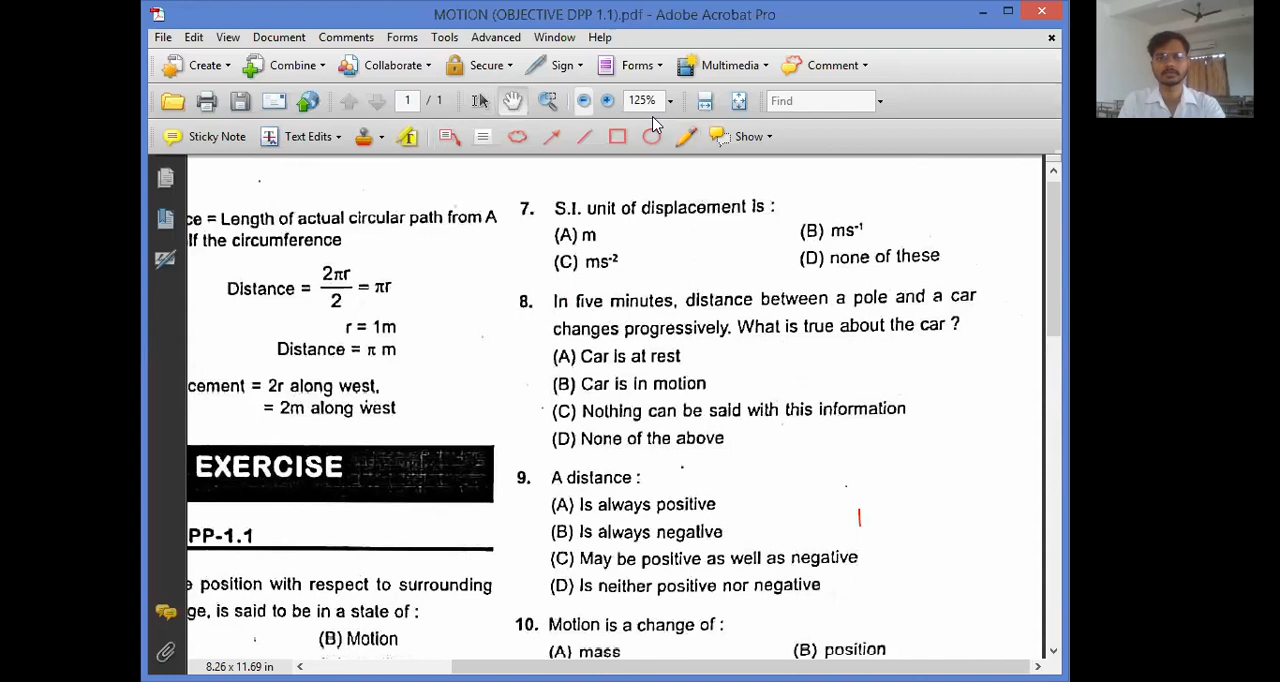 MOTION (OBJECTIVE DPP 1.1).pdf - Adobe Acrobat Pro
File Edit View Document Comments Forms Tools Advanced Window Help
Create Combine Collaborate Secure Sign Forms Multimedia Comment
1 / 1 125% Find
Sticky Note Text Edits Show
ce = Length of actual circular path from A
lf the circumference
Distance = 2πr/2 = πr
r = 1m
Distance = π m
cement = 2r along west,
= 2m along west
EXERCISE
PP-1.1
e position with respect to surrounding
ge, is said to be in a state of :
(B) Motion
7. S.I. unit of displacement is :
(A) m (B) ms⁻¹
(C) ms⁻² (D) none of these
8. In five minutes, distance between a pole and a car
changes progressively. What is true about the car ?
(A) Car is at rest
(B) Car is in motion
(C) Nothing can be said with this information
(D) None of the above
9. A distance :
(A) Is always positive
(B) Is always negative
(C) May be positive as well as negative
(D) Is neither positive nor negative
10. Motion is a change of :
(A) mass (B) position
8.26 x 11.69 in